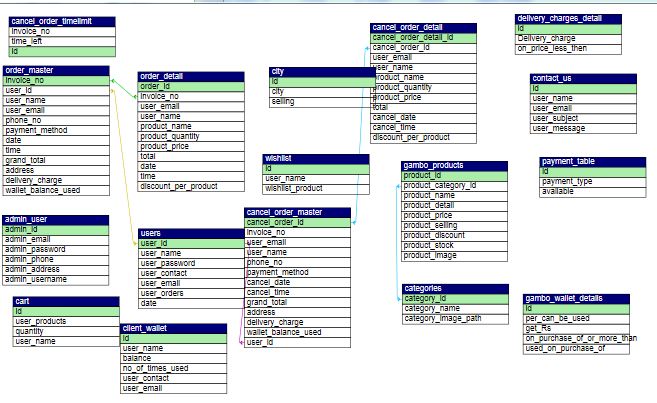 cancel_order_timelimit
invoice_no
time_left
id
order_master
invoice_no
user_id
user_name
user_email
phone_no
payment_method
date
time
grand_total
address
delivery_charge
wallet_balance_used
order_detail
order_id
invoice_no
user_email
user_name
product_name
product_quantity
product_price
total
date
time
discount_per_product
city
id
city
selling
cancel_order_detail
cancel_order_detail_id
cancel_order_id
user_email
user_name
product_name
product_quantity
product_price
total
cancel_date
cancel_time
discount_per_product
delivery_charges_detail
id
Delivery_charge
on_price_less_then
contact_us
id
user_name
user_email
user_subject
user_message
wishlist
id
user_name
wishlist_product
gambo_products
product_id
product_category_id
product_name
product_detail
product_price
product_selling
product_discount
product_stock
product_image
payment_table
id
payment_type
available
admin_user
admin_id
admin_email
admin_password
admin_phone
admin_address
admin_username
users
user_id
user_name
user_password
user_contact
user_email
user_orders
date
cancel_order_master
cancel_order_id
invoice_no
user_email
user_name
phone_no
payment_method
cancel_date
cancel_time
grand_total
address
delivery_charge
wallet_balance_used
user_id
categories
category_id
category_name
category_image_path
gambo_wallet_details
id
per_can_be_used
get_Rs
on_purchase_of_or_more_than
used_on_purchase_of
cart
id
user_products
quantity
user_name
client_wallet
id
user_name
balance
no_of_times_used
user_contact
user_email